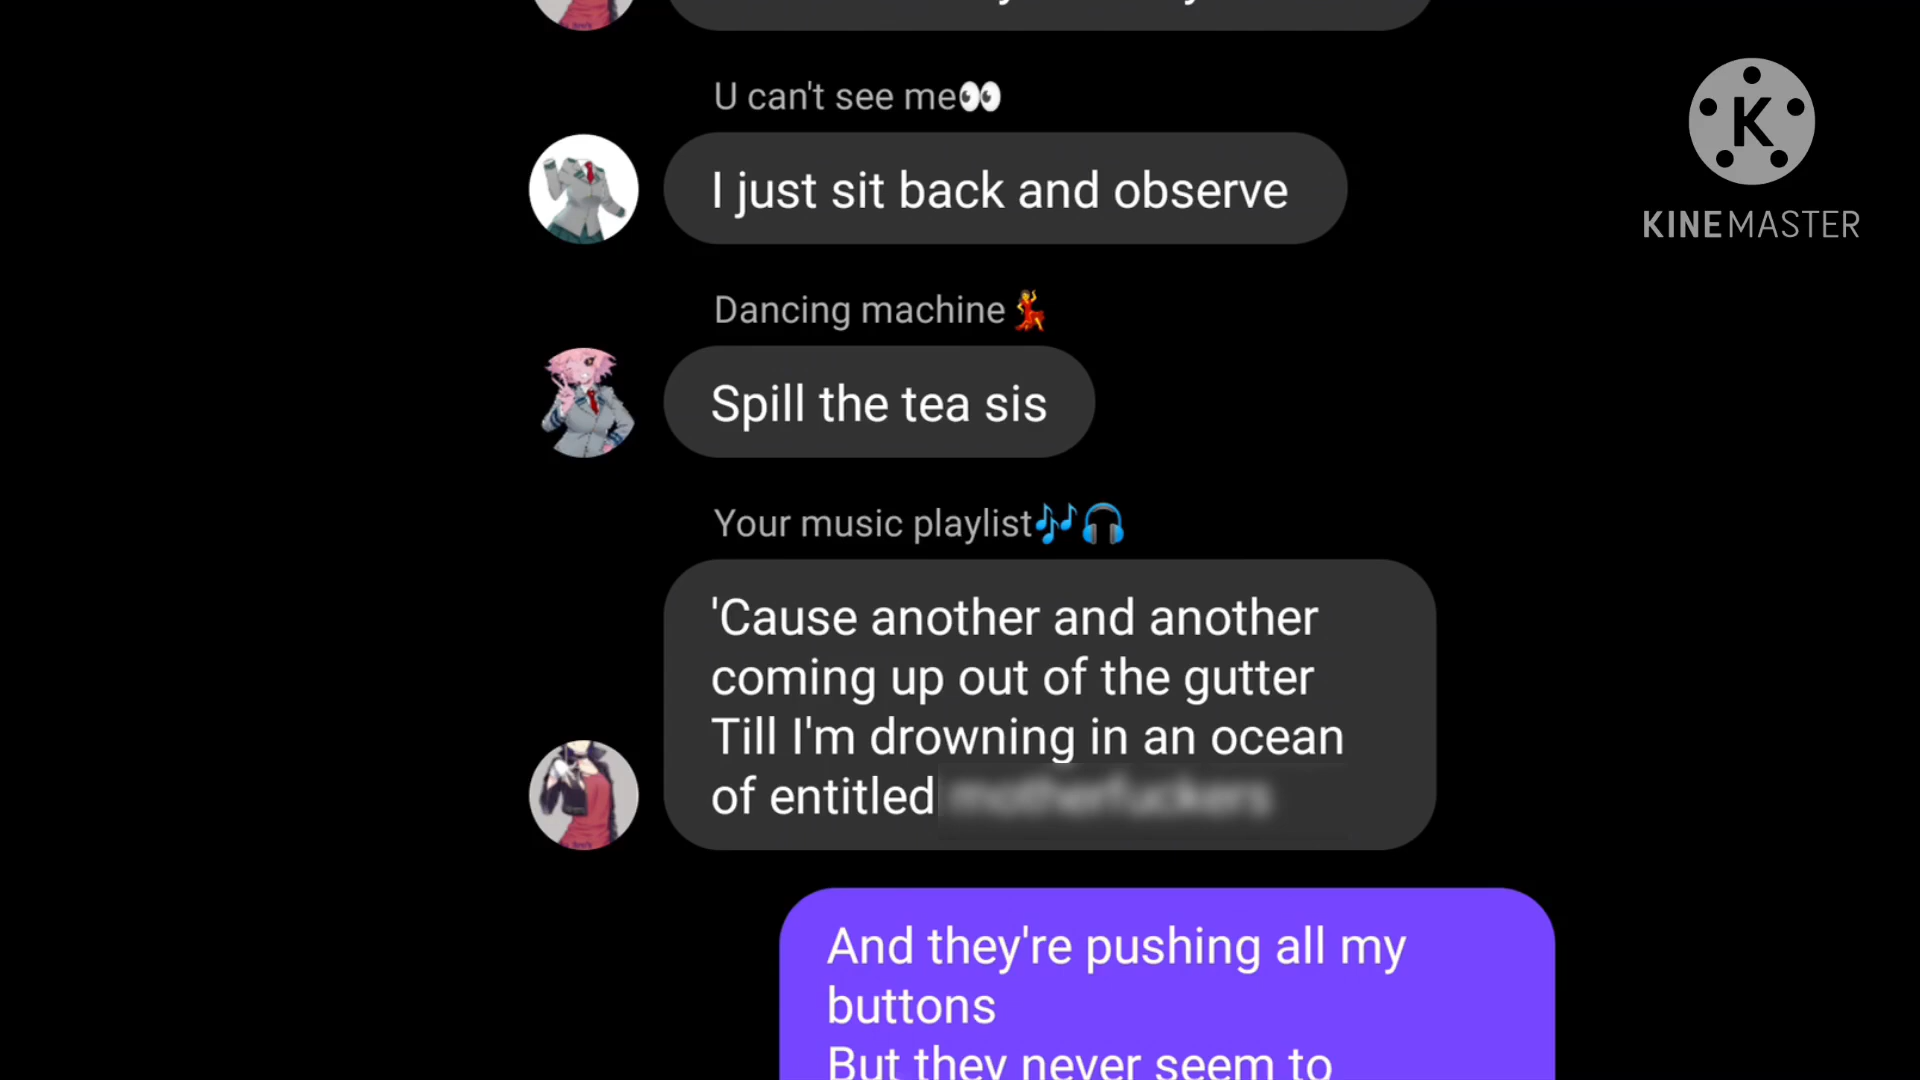 U can't see me👀
I just sit back and observe
Dancing machine💃
Spill the tea sis
Your music playlist🎶🎧
'Cause another and another
coming up out of the gutter
Till I'm drowning in an ocean
of entitled motherfuckers
And they're pushing all my
buttons
But they never seem to
K
KINEMASTER